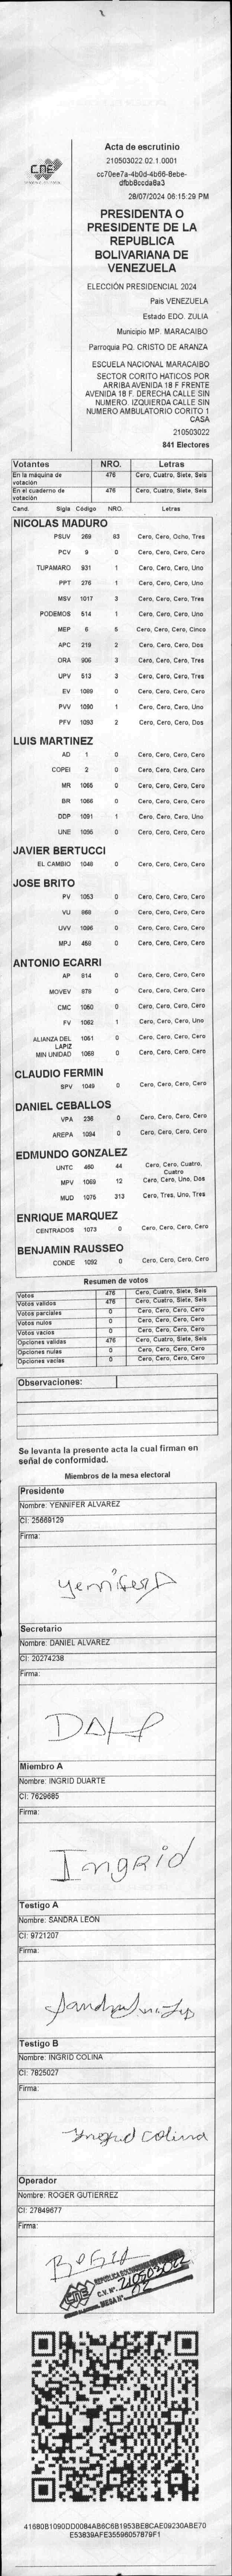 CNE
Acta de escrutinio
210503022.02.1.0001
cc70ee7a-4b0d-4b66-8ebe-
dfbb8ccda8a3
28/07/2024 06:15:29 PM
PRESIDENTA O
PRESIDENTE DE LA
REPUBLICA
BOLIVARIANA DE
VENEZUELA
ELECCIÓN PRESIDENCIAL 2024
Pais VENEZUELA
Estado EDO. ZULIA
Municipio MP. MARACAIBO
Parroquia PQ. CRISTO DE ARANZA
ESCUELA NACIONAL MARACAIBO
SECTOR CORITO HATICOS POR
ARRIBA AVENIDA 18 F FRENTE
AVENIDA 18 F. DERECHA CALLE SIN
NUMERO. IZQUIERDA CALLE SIN
NUMERO AMBULATORIO CORITO 1
CASA
210503022
841 Electores
Votantes NRO. Letras
En la máquina de votación 476 Cero, Cuatro, Siete, Seis
En el cuaderno de votación 476 Cero, Cuatro, Siete, Seis
Cand. Sigla Código NRO. Letras
NICOLAS MADURO
PSUV 269 83 Cero, Cero, Ocho, Tres
PCV 9 0 Cero, Cero, Cero, Cero
TUPAMARO 931 1 Cero, Cero, Cero, Uno
PPT 276 1 Cero, Cero, Cero, Uno
MSV 1017 3 Cero, Cero, Cero, Tres
PODEMOS 514 1 Cero, Cero, Cero, Uno
MEP 6 5 Cero, Cero, Cero, Cinco
APC 219 2 Cero, Cero, Cero, Dos
ORA 906 3 Cero, Cero, Cero, Tres
UPV 513 3 Cero, Cero, Cero, Tres
EV 1089 0 Cero, Cero, Cero, Cero
PVV 1090 1 Cero, Cero, Cero, Uno
PFV 1093 2 Cero, Cero, Cero, Dos
LUIS MARTINEZ
AD 1 0 Cero, Cero, Cero, Cero
COPEI 2 0 Cero, Cero, Cero, Cero
MR 1065 0 Cero, Cero, Cero, Cero
BR 1066 0 Cero, Cero, Cero, Cero
DDP 1091 1 Cero, Cero, Cero, Uno
UNE 1095 0 Cero, Cero, Cero, Cero
JAVIER BERTUCCI
EL CAMBIO 1048 0 Cero, Cero, Cero, Cero
JOSE BRITO
PV 1053 0 Cero, Cero, Cero, Cero
VU 868 0 Cero, Cero, Cero, Cero
UVV 1096 0 Cero, Cero, Cero, Cero
MPJ 458 0 Cero, Cero, Cero, Cero
ANTONIO ECARRI
AP 814 0 Cero, Cero, Cero, Cero
MOVEV 878 0 Cero, Cero, Cero, Cero
CMC 1050 0 Cero, Cero, Cero, Cero
FV 1062 1 Cero, Cero, Cero, Uno
ALIANZA DEL LAPIZ 1051 0 Cero, Cero, Cero, Cero
MIN UNIDAD 1068 0 Cero, Cero, Cero, Cero
CLAUDIO FERMIN
SPV 1049 0 Cero, Cero, Cero, Cero
DANIEL CEBALLOS
VPA 236 0 Cero, Cero, Cero, Cero
AREPA 1094 0 Cero, Cero, Cero, Cero
EDMUNDO GONZALEZ
UNTC 460 44 Cero, Cero, Cuatro, Cuatro
MPV 1069 12 Cero, Cero, Uno, Dos
MUD 1075 313 Cero, Tres, Uno, Tres
ENRIQUE MARQUEZ
CENTRADOS 1073 0 Cero, Cero, Cero, Cero
BENJAMIN RAUSSEO
CONDE 1092 0 Cero, Cero, Cero, Cero
Resumen de votos
Votos 476 Cero, Cuatro, Siete, Seis
Votos validos 476 Cero, Cuatro, Siete, Seis
Votos parciales 0 Cero, Cero, Cero, Cero
Votos nulos 0 Cero, Cero, Cero, Cero
Votos vacios 0 Cero, Cero, Cero, Cero
Opciones validas 476 Cero, Cuatro, Siete, Seis
Opciones nulas 0 Cero, Cero, Cero, Cero
Opciones vacias 0 Cero, Cero, Cero, Cero
Observaciones:
Se levanta la presente acta la cual firman en
señal de conformidad.
Miembros de la mesa electoral
Presidente
Nombre: YENNIFER ALVAREZ
CI: 25669129
Firma:
YenniferA
Secretario
Nombre: DANIEL ALVAREZ
CI: 20274238
Firma:
Miembro A
Nombre: INGRID DUARTE
CI: 7629685
Firma:
Ingrid
Testigo A
Nombre: SANDRA LEON
CI: 9721207
Firma:
Testigo B
Nombre: INGRID COLINA
CI: 7825027
Firma:
Ingrid Colina
Operador
Nombre: ROGER GUTIERREZ
CI: 27849677
Firma:
CNE
C.V. N° 210503022
MESA N° 02
41680B1090DD0084AB6C6B1953BE8CAE09230ABE70
E53839AFE35596057879F1